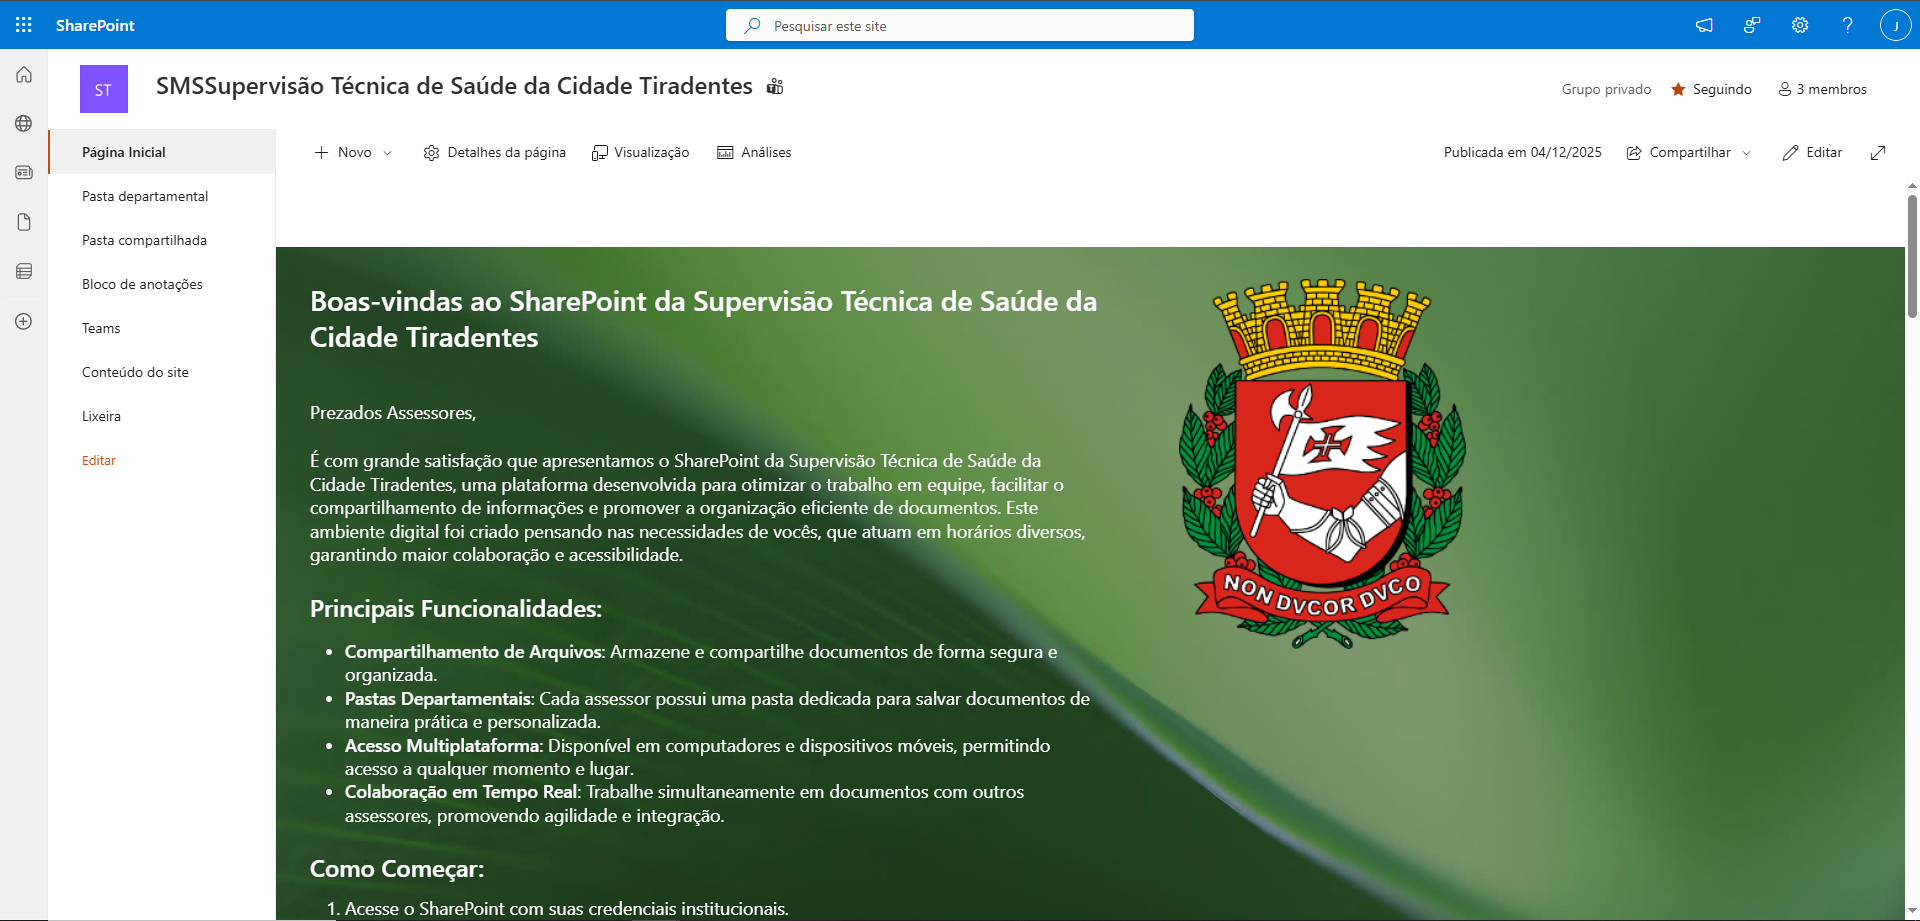 SharePoint
Pesquisar este site
J
ST
SMSSupervisão Técnica de Saúde da Cidade Tiradentes
Grupo privado
Seguindo
3 membros
Página Inicial
Pasta departamental
Pasta compartilhada
Bloco de anotações
Teams
Conteúdo do site
Lixeira
Editar
Novo
Detalhes da página
Visualização
Análises
Publicada em 04/12/2025
Compartilhar
Editar
Boas-vindas ao SharePoint da Supervisão Técnica de Saúde da
Cidade Tiradentes
Prezados Assessores,
É com grande satisfação que apresentamos o SharePoint da Supervisão Técnica de Saúde da
Cidade Tiradentes, uma plataforma desenvolvida para otimizar o trabalho em equipe, facilitar o
compartilhamento de informações e promover a organização eficiente de documentos. Este
ambiente digital foi criado pensando nas necessidades de vocês, que atuam em horários diversos,
garantindo maior colaboração e acessibilidade.
Principais Funcionalidades:
• Compartilhamento de Arquivos: Armazene e compartilhe documentos de forma segura e
organizada.
• Pastas Departamentais: Cada assessor possui uma pasta dedicada para salvar documentos de
maneira prática e personalizada.
• Acesso Multiplataforma: Disponível em computadores e dispositivos móveis, permitindo
acesso a qualquer momento e lugar.
• Colaboração em Tempo Real: Trabalhe simultaneamente em documentos com outros
assessores, promovendo agilidade e integração.
Como Começar:
1. Acesse o SharePoint com suas credenciais institucionais.
NON DVCOR DVCO